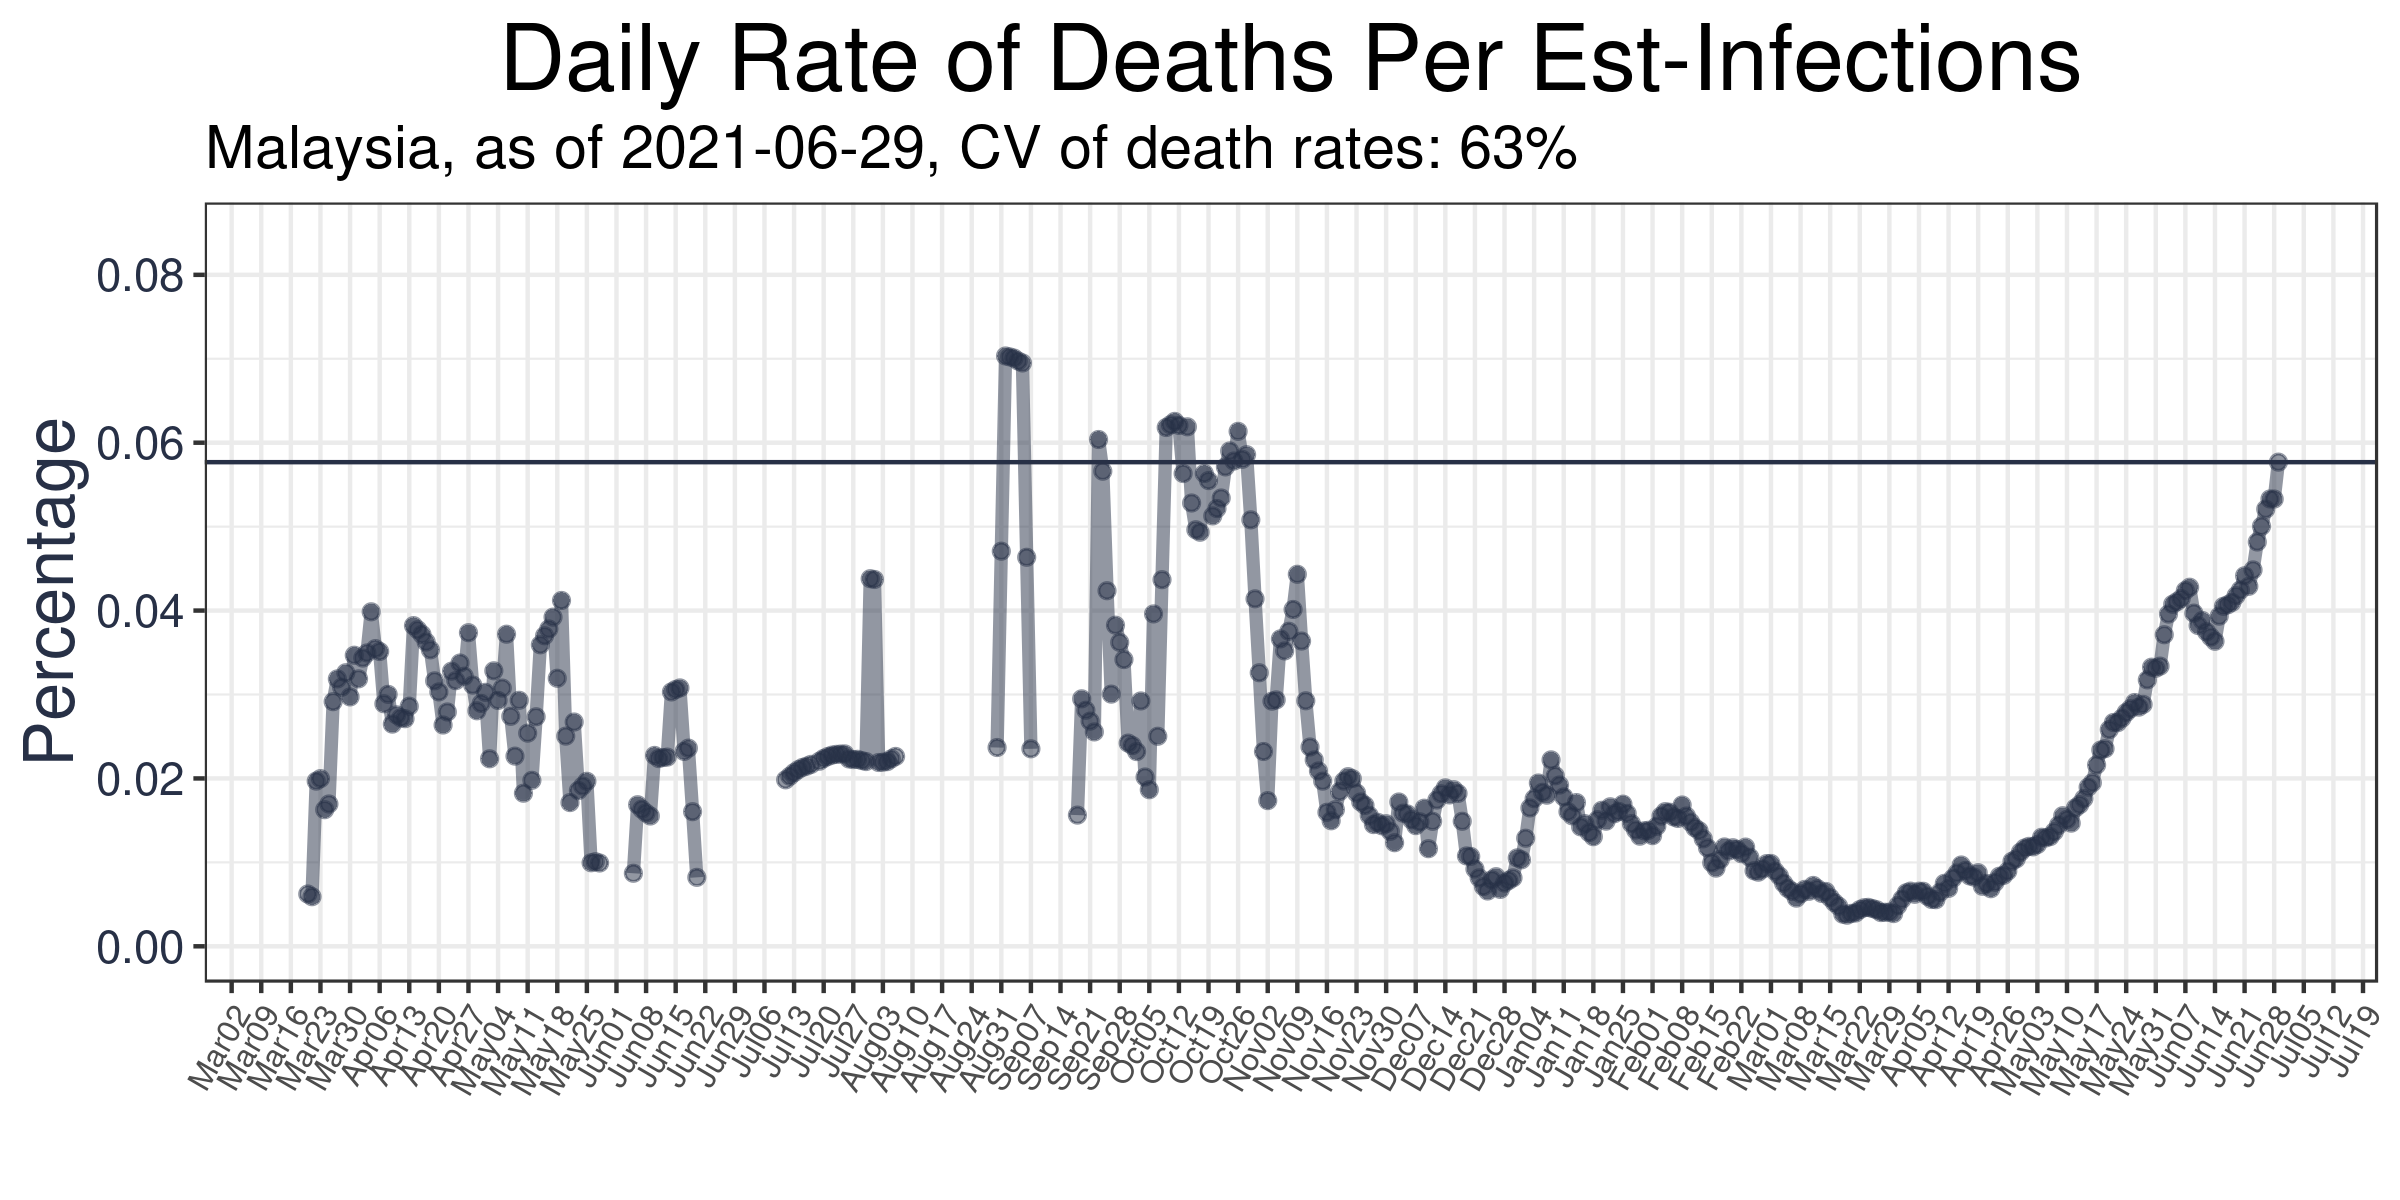 Daily Rate of Deaths Per Est-Infections
Malaysia, as of 2021-06-29, CV of death rates: 63%
Percentage
0.08
0.06
0.04
0.02
0.00
Mar02
Mar09
Mar16
Mar23
Mar30
Apr06
Apr13
Apr20
Apr27
May04
May11
May18
May25
Jun01
Jun08
Jun15
Jun22
Jun29
Jul06
Jul13
Jul20
Jul27
Aug03
Aug10
Aug17
Aug24
Aug31
Sep07
Sep14
Sep21
Sep28
Oct05
Oct12
Oct19
Oct26
Nov02
Nov09
Nov16
Nov23
Nov30
Dec07
Dec14
Dec21
Dec28
Jan04
Jan11
Jan18
Jan25
Feb01
Feb08
Feb15
Feb22
Mar01
Mar08
Mar15
Mar22
Mar29
Apr05
Apr12
Apr19
Apr26
May03
May10
May17
May24
May31
Jun07
Jun14
Jun21
Jun28
Jul05
Jul12
Jul19